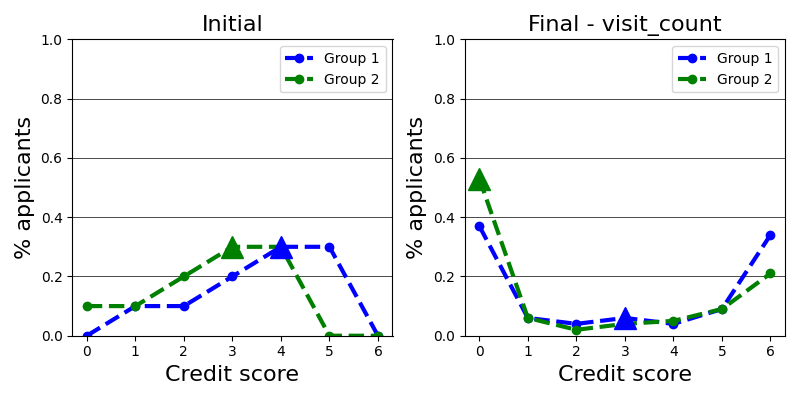 Initial
Final - visit_count
% applicants
1.0
0.8
0.6
0.4
0.2
0.0
Group 1
Group 2
0 1 2 3 4 5 6
Credit score
% applicants
1.0
0.8
0.6
0.4
0.2
0.0
Group 1
Group 2
0 1 2 3 4 5 6
Credit score